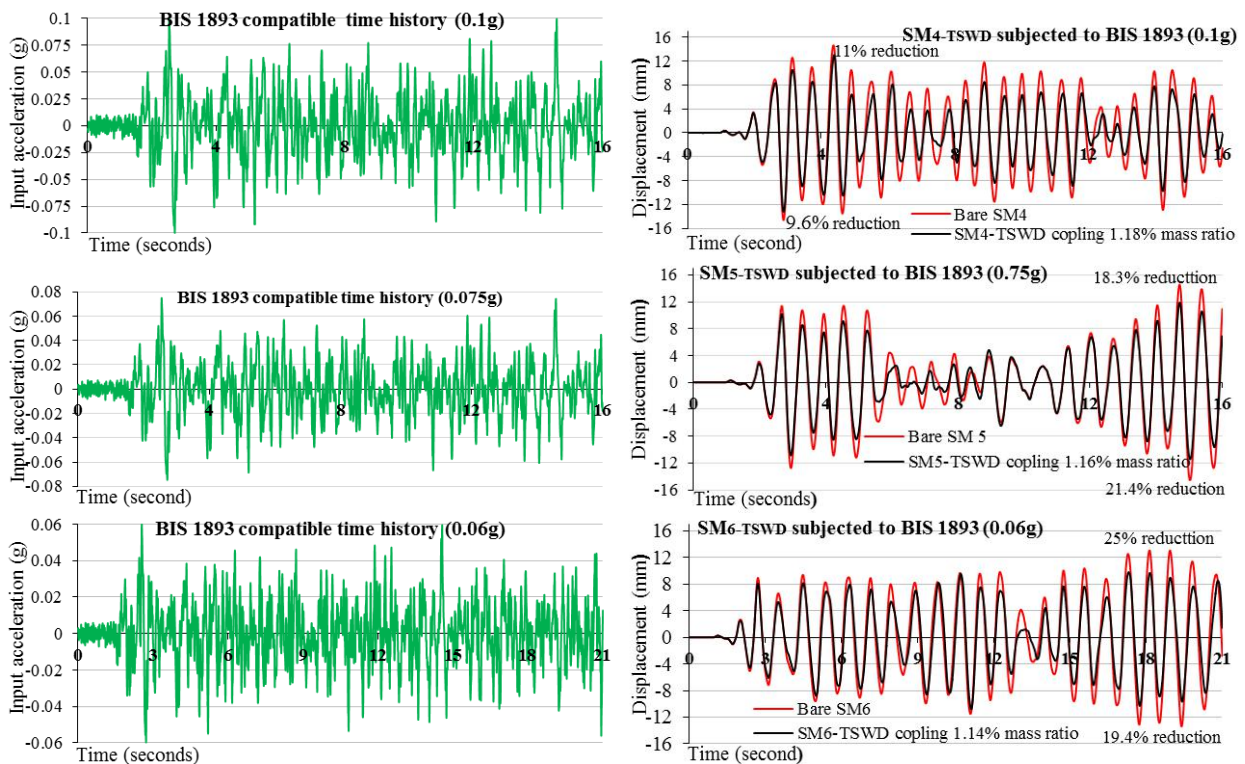 BIS 1893 compatible time history (0.1g)
Input acceleration (g)
0.1
0.075
0.05
0.025
0
-0.025
-0.05
-0.075
-0.1
0 4 8 12 16
Time (seconds)
SM4-TSWD subjected to BIS 1893 (0.1g)
Displacement (mm)
16
12
8
4
0
-4
-8
-12
-16
0 4 8 12 16
11% reduction
9.6% reduction
Bare SM4
SM4-TSWD copling 1.18% mass ratio
Time (seconds)
BIS 1893 compatible time history (0.075g)
Input acceleration (g)
0.08
0.06
0.04
0.02
0
-0.02
-0.04
-0.06
-0.08
0 4 8 12 16
Time (second)
SM5-TSWD subjected to BIS 1893 (0.75g)
Displacement (mm)
16
12
8
4
0
-4
-8
-12
-16
0 4 8 12 16
18.3% reducttion
Bare SM 5
SM5-TSWD copling 1.16% mass ratio
21.4% reduction
Time (seconds)
BIS 1893 compatible time history (0.06g)
Input acceleration (g)
0.06
0.04
0.02
0
-0.02
-0.04
-0.06
0 3 6 9 12 15 18 21
Time (seconds)
SM6-TSWD subjected to BIS 1893 (0.06g)
Displacement (mm)
16
12
8
4
0
-4
-8
-12
-16
0 3 6 9 12 15 18 21
25% reducttion
Bare SM6
SM6-TSWD copling 1.14% mass ratio
19.4% reduction
Time (second)